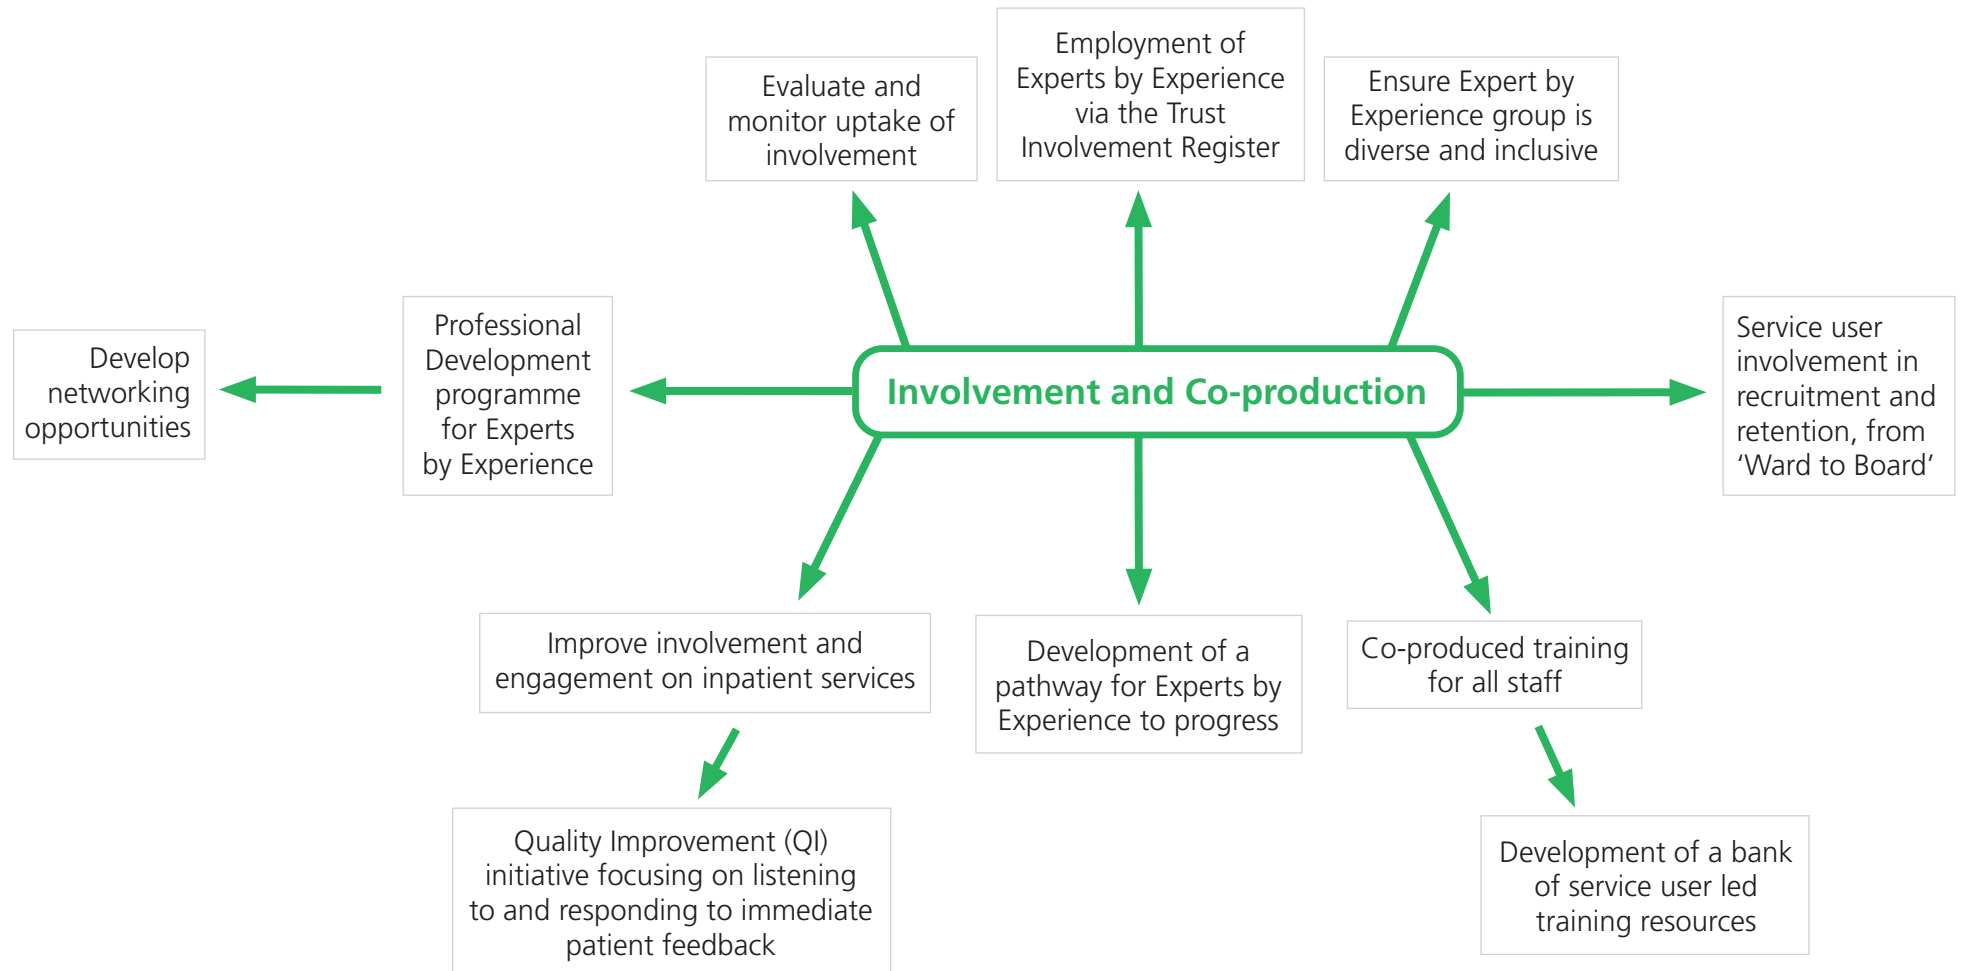 Employment of
Experts by Experience
via the Trust
Involvement Register
Evaluate and
monitor uptake of
involvement
Ensure Expert by
Experience group is
diverse and inclusive
Develop
networking
opportunities
Professional
Development
programme
for Experts
by Experience
Involvement and Co-production
Service user
involvement in
recruitment and
retention, from
‘Ward to Board’
Improve involvement and
engagement on inpatient services
Development of a
pathway for Experts by
Experience to progress
Co-produced training
for all staff
Quality Improvement (QI)
initiative focusing on listening
to and responding to immediate
patient feedback
Development of a bank
of service user led
training resources